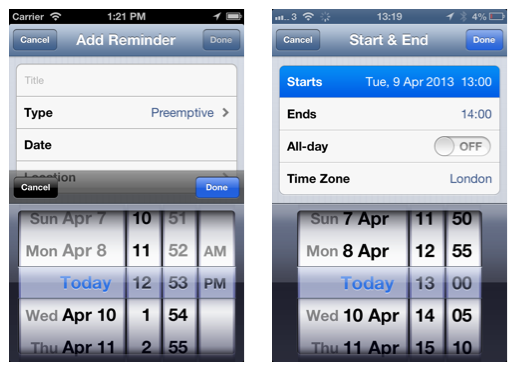 Carrier 1:21 PM
Cancel Add Reminder Done
Title
Type Preemptive
Date
Location
Cancel Done
Sun Apr 7 10 51
Mon Apr 8 11 52 AM
Today 12 53 PM
Wed Apr 10 1 54
Thu Apr 11 2 55
3 13:19 4%
Cancel Start & End Done
Starts Tue, 9 Apr 2013 13:00
Ends 14:00
All-day OFF
Time Zone London
Sun 7 Apr 11 50
Mon 8 Apr 12 55
Today 13 00
Wed 10 Apr 14 05
Thu 11 Apr 15 10